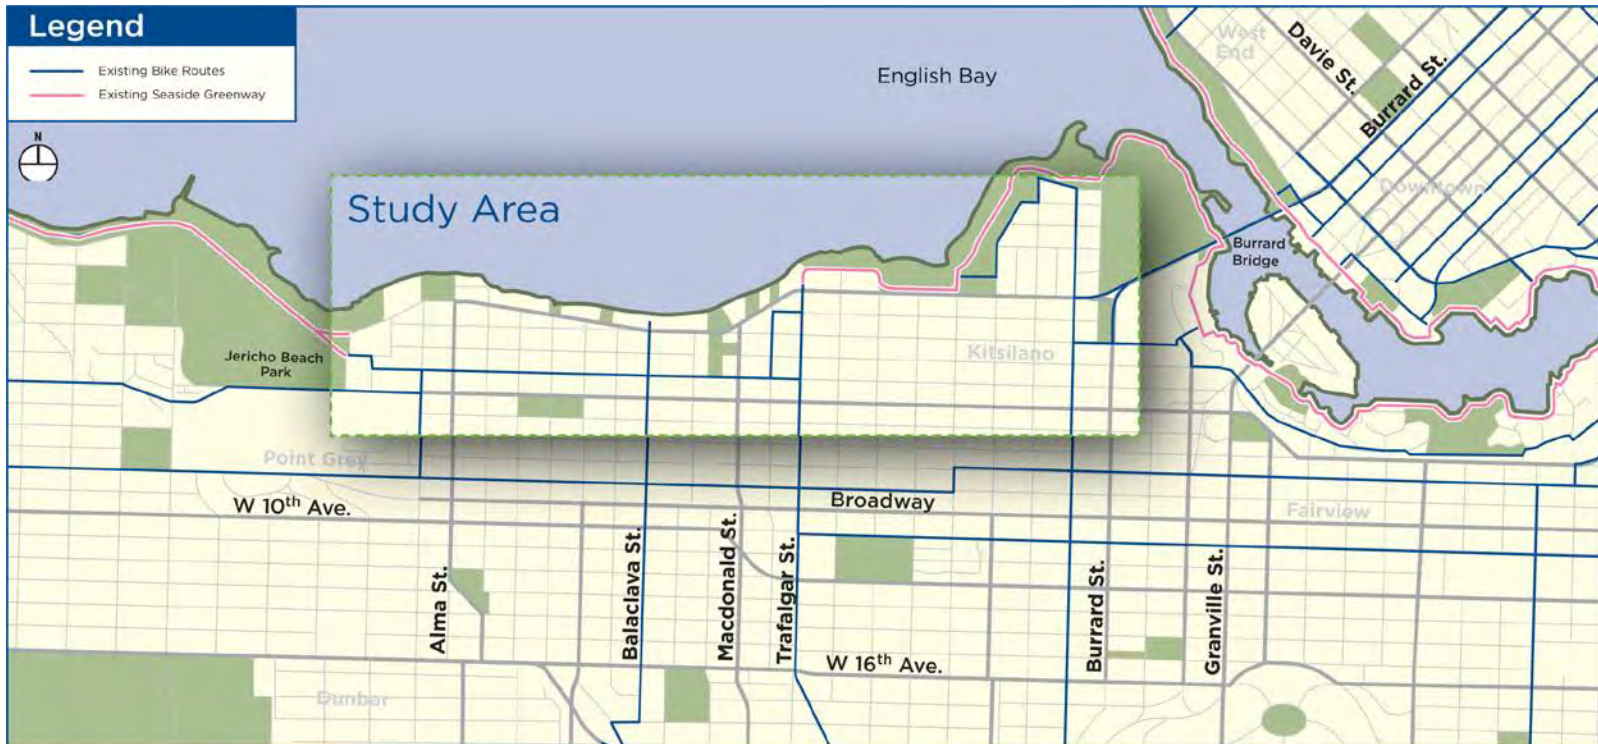 Legend
Existing Bike Routes
Existing Seaside Greenway
N
Study Area
English Bay
West
End
Davie St.
Burrard St.
Downtown
Burrard
Bridge
Jericho Beach
Park
Kitsilano
Point Grey
W 10th Ave.
Broadway
Fairview
Alma St.
Balaclava St.
Macdonald St.
Trafalgar St.
Burrard St.
Granville St.
W 16th Ave.
Dunbar